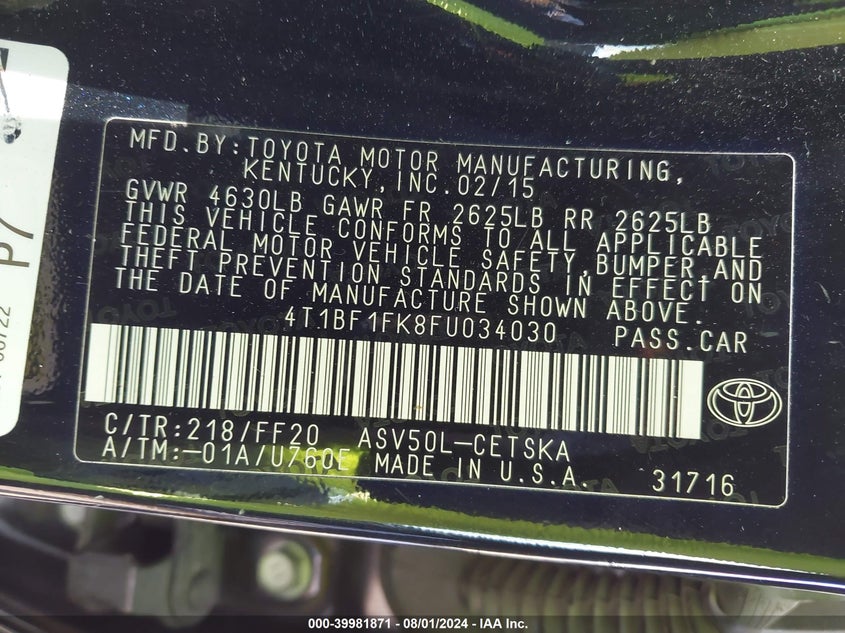 MFD.BY:TOYOTA MOTOR MANUFACTURING,
KENTUCKY,INC.02/15
GVWR 4630LB GAWR FR 2625LB RR 2625LB
THIS VEHICLE CONFORMS TO ALL APPLICABLE
FEDERAL MOTOR VEHICLE SAFETY,BUMPER,AND
THEFT PREVENTION STANDARDS IN EFFECT ON
THE DATE OF MANUFACTURE SHOWN ABOVE.
4T1BF1FK8FU034030 PASS.CAR
C/TR:218/FF20 ASV50L-CETSKA
A/TM:-01A/U760E MADE IN U.S.A. 31716
P7
000-39981871 // 08/01/2024 - IAA Inc.